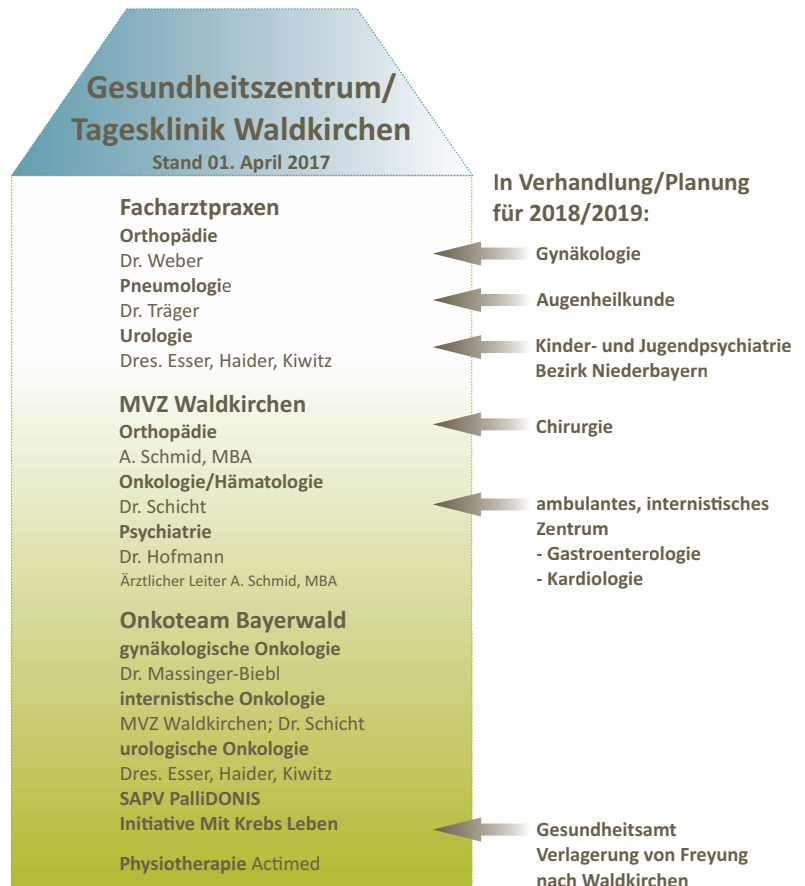 Gesundheitszentrum/
Tagesklinik Waldkirchen
Stand 01. April 2017
Facharztpraxen
Orthopädie
Dr. Weber
Pneumologie
Dr. Träger
Urologie
Dres. Esser, Haider, Kiwitz
MVZ Waldkirchen
Orthopädie
A. Schmid, MBA
Onkologie/Hämatologie
Dr. Schicht
Psychiatrie
Dr. Hofmann
Ärztlicher Leiter A. Schmid, MBA
Onkoteam Bayerwald
gynäkologische Onkologie
Dr. Massinger-Biebl
internistische Onkologie
MVZ Waldkirchen; Dr. Schicht
urologische Onkologie
Dres. Esser, Haider, Kiwitz
SAPV PalliDONIS
Initiative Mit Krebs Leben
Physiotherapie Actimed
In Verhandlung/Planung
für 2018/2019:
Gynäkologie
Augenheilkunde
Kinder- und Jugendpsychiatrie
Bezirk Niederbayern
Chirurgie
ambulantes, internistisches
Zentrum
- Gastroenterologie
- Kardiologie
Gesundheitsamt
Verlagerung von Freyung
nach Waldkirchen